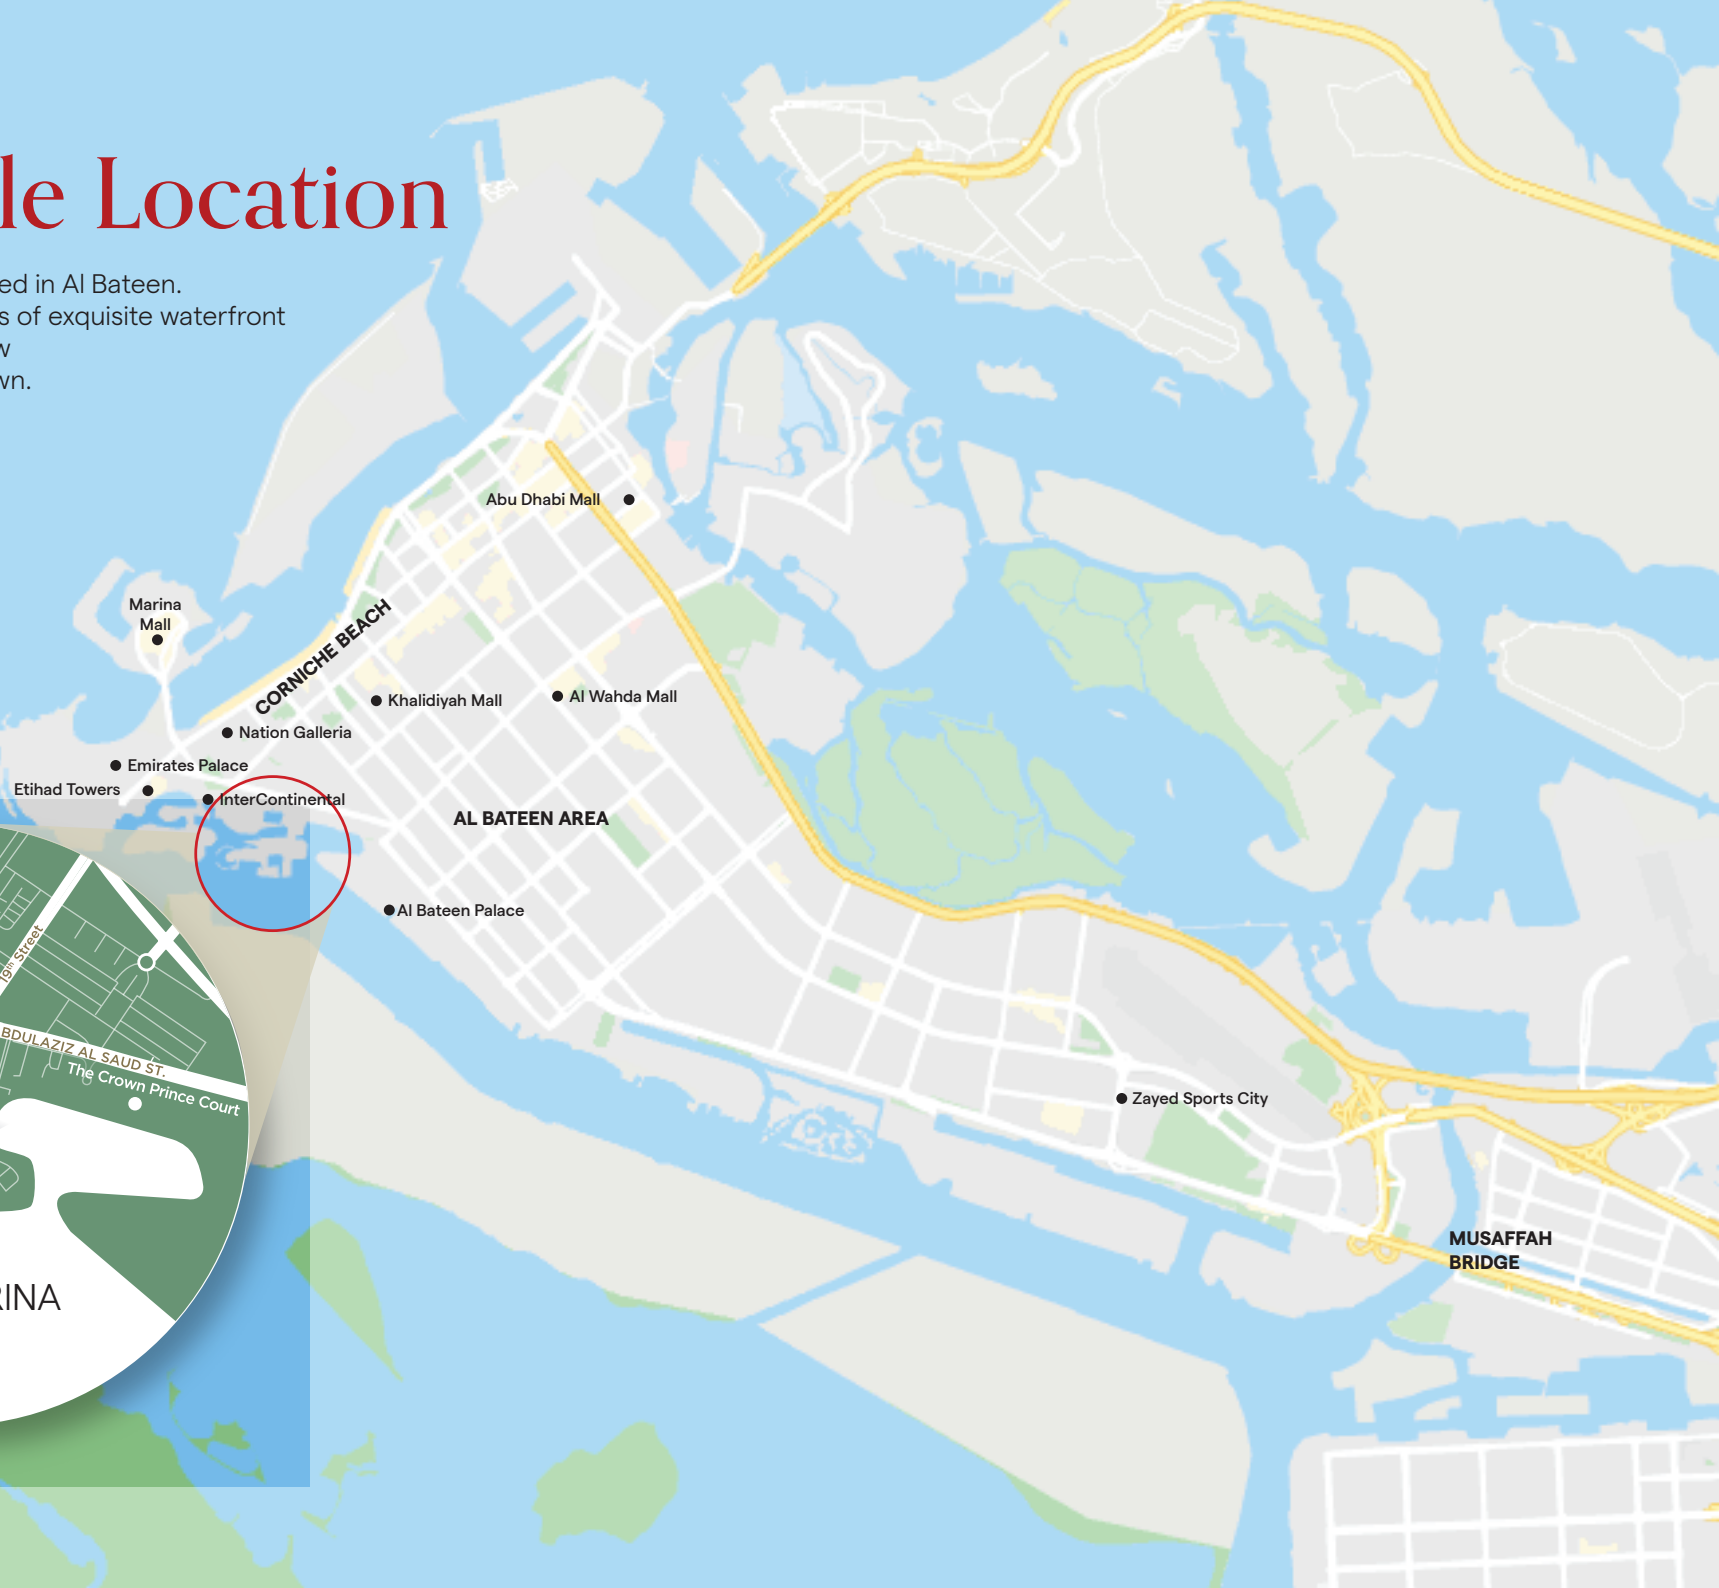 le Location
ed in Al Bateen.
s of exquisite waterfront
w
wn.
Abu Dhabi Mall
Marina
Mall
CORNICHE BEACH
Khalidiyah Mall
Al Wahda Mall
Nation Galleria
Emirates Palace
Etihad Towers
InterContinental
AL BATEEN AREA
Al Bateen Palace
19th Street
BDULAZIZ AL SAUD ST.
The Crown Prince Court
Zayed Sports City
MUSAFFAH
BRIDGE
RINA